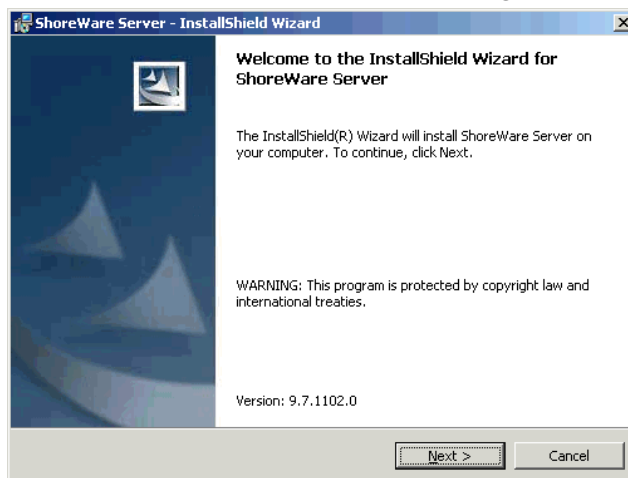 ShoreWare Server - InstallShield Wizard
Welcome to the InstallShield Wizard for
ShoreWare Server
The InstallShield(R) Wizard will install ShoreWare Server on
your computer. To continue, click Next.
WARNING: This program is protected by copyright law and
international treaties.
Version: 9.7.1102.0
Next >
Cancel